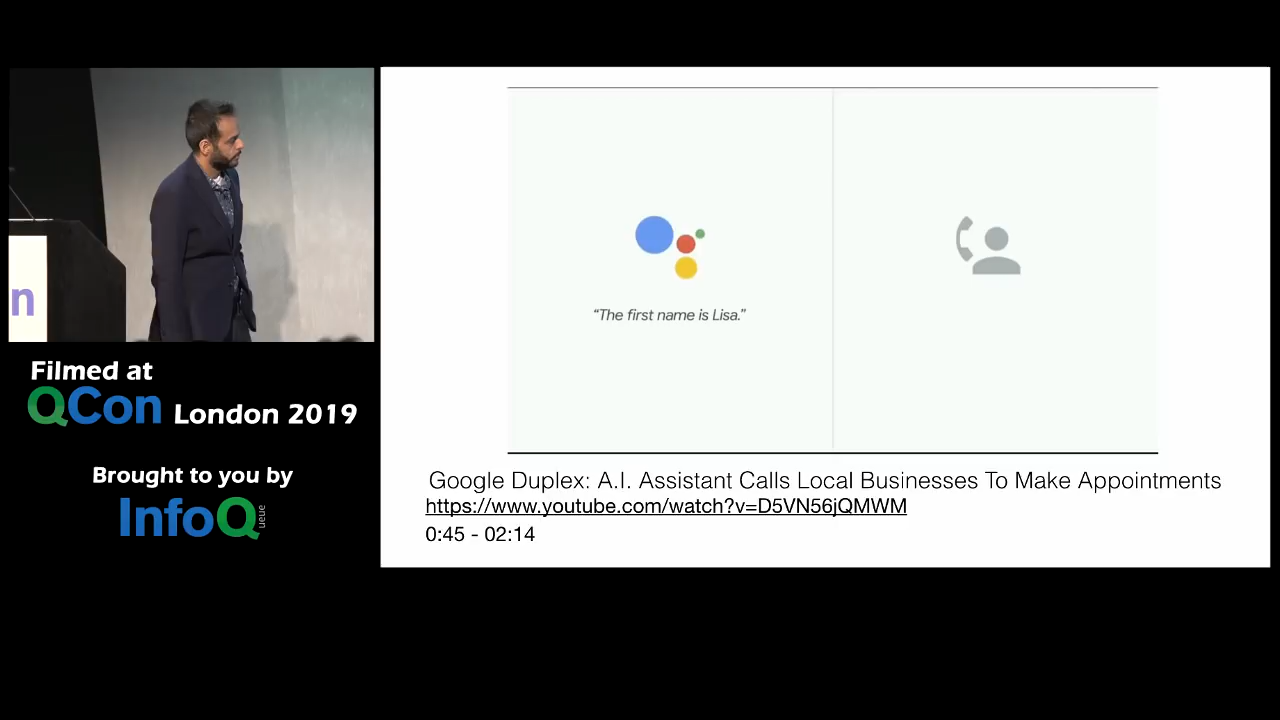 n
Filmed at
QCon London 2019
Brought to you by
InfoQ
ueue
“The first name is Lisa.”
Google Duplex: A.I. Assistant Calls Local Businesses To Make Appointments
https://www.youtube.com/watch?v=D5VN56jQMWM
0:45 - 02:14